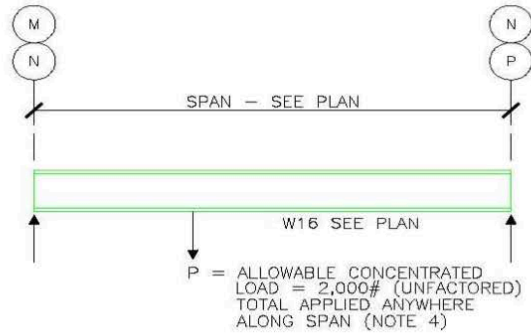 M
N
N
P
SPAN – SEE PLAN
W16 SEE PLAN
P = ALLOWABLE CONCENTRATED
LOAD = 2,000# (UNFACTORED)
TOTAL APPLIED ANYWHERE
ALONG SPAN (NOTE 4)